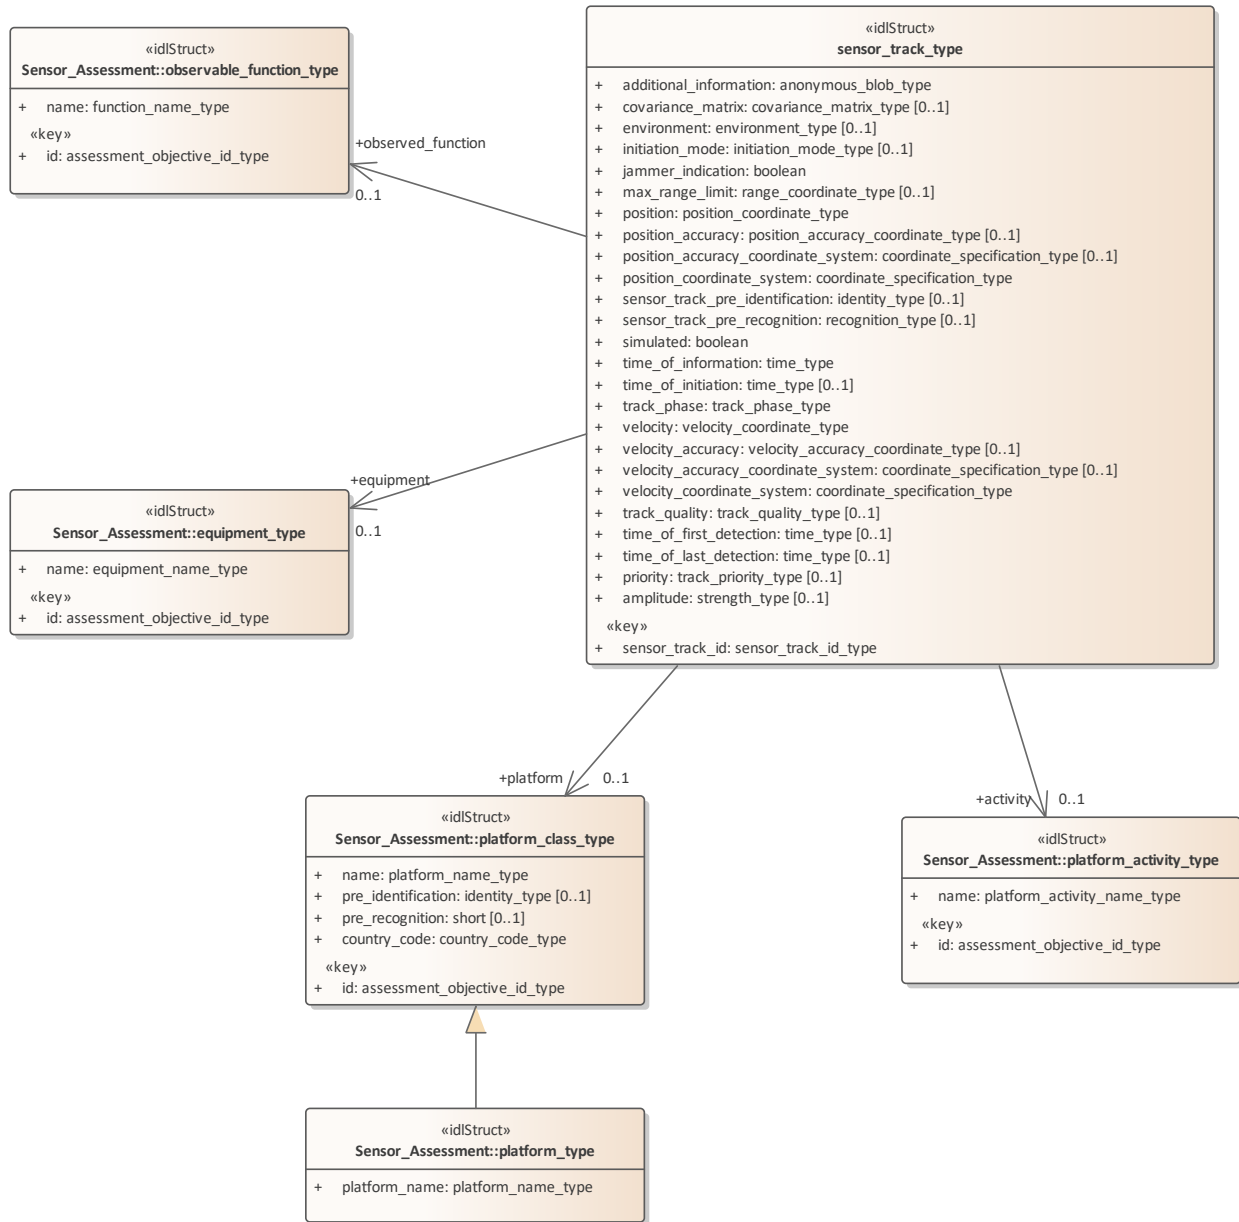 «idlStruct»
Sensor_Assessment::observable_function_type
+ name: function_name_type
«key»
+ id: assessment_objective_id_type
+observed_function
0..1
«idlStruct»
sensor_track_type
+ additional_information: anonymous_blob_type
+ covariance_matrix: covariance_matrix_type [0..1]
+ environment: environment_type [0..1]
+ initiation_mode: initiation_mode_type [0..1]
+ jammer_indication: boolean
+ max_range_limit: range_coordinate_type [0..1]
+ position: position_coordinate_type
+ position_accuracy: position_accuracy_coordinate_type [0..1]
+ position_accuracy_coordinate_system: coordinate_specification_type [0..1]
+ position_coordinate_system: coordinate_specification_type
+ sensor_track_pre_identification: identity_type [0..1]
+ sensor_track_pre_recognition: recognition_type [0..1]
+ simulated: boolean
+ time_of_information: time_type
+ time_of_initiation: time_type [0..1]
+ track_phase: track_phase_type
+ velocity: velocity_coordinate_type
+ velocity_accuracy: velocity_accuracy_coordinate_type [0..1]
+ velocity_accuracy_coordinate_system: coordinate_specification_type [0..1]
+ velocity_coordinate_system: coordinate_specification_type
+ track_quality: track_quality_type [0..1]
+ time_of_first_detection: time_type [0..1]
+ time_of_last_detection: time_type [0..1]
+ priority: track_priority_type [0..1]
+ amplitude: strength_type [0..1]
«key»
+ sensor_track_id: sensor_track_id_type
+equipment
0..1
«idlStruct»
Sensor_Assessment::equipment_type
+ name: equipment_name_type
«key»
+ id: assessment_objective_id_type
+platform 0..1
«idlStruct»
Sensor_Assessment::platform_class_type
+ name: platform_name_type
+ pre_identification: identity_type [0..1]
+ pre_recognition: short [0..1]
+ country_code: country_code_type
«key»
+ id: assessment_objective_id_type
+activity 0..1
«idlStruct»
Sensor_Assessment::platform_activity_type
+ name: platform_activity_name_type
«key»
+ id: assessment_objective_id_type
«idlStruct»
Sensor_Assessment::platform_type
+ platform_name: platform_name_type